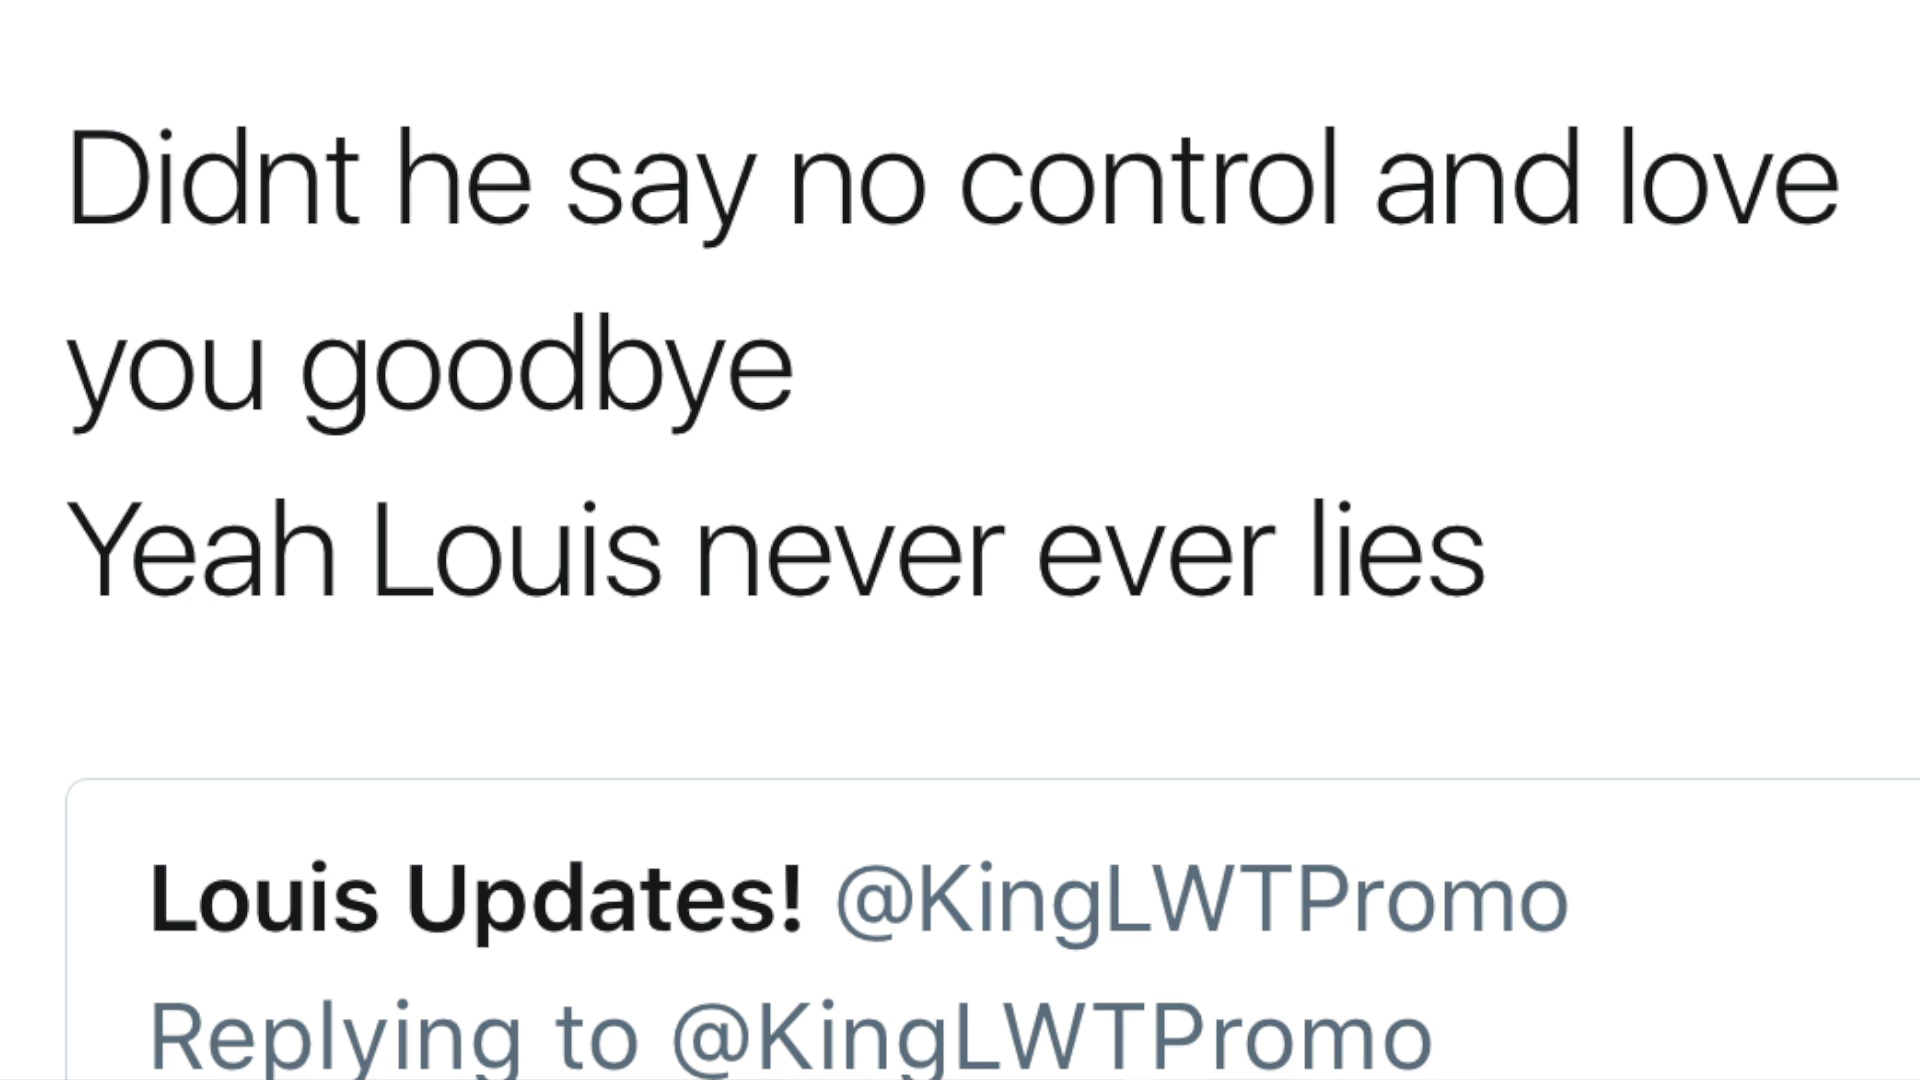 Didnt he say no control and love
you goodbye
Yeah Louis never ever lies
Louis Updates! @KingLWTPromo
Replying to @KingLWTPromo